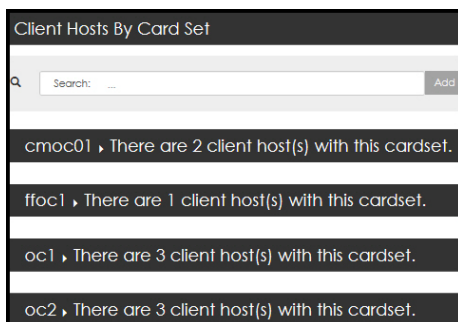 Client Hosts By Card Set
Search: ... Add
cmoc01 ▸ There are 2 client host(s) with this cardset.
ffoc1 ▸ There are 1 client host(s) with this cardset.
oc1 ▸ There are 3 client host(s) with this cardset.
oc2 ▸ There are 3 client host(s) with this cardset.